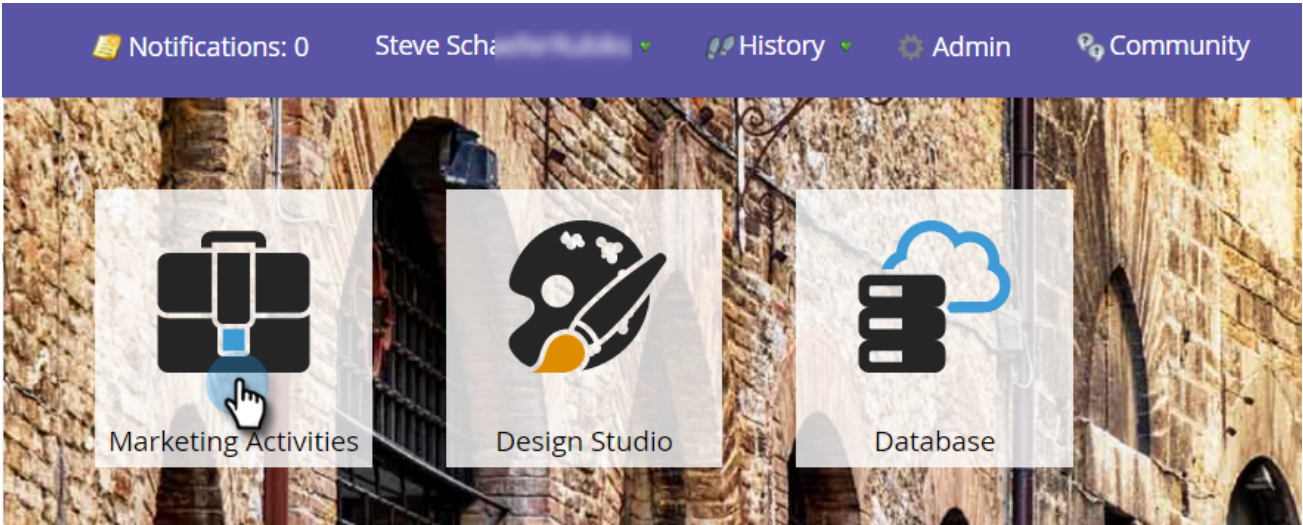 Notifications: 0 Steve Scha History Admin Community
Marketing Activities Design Studio Database